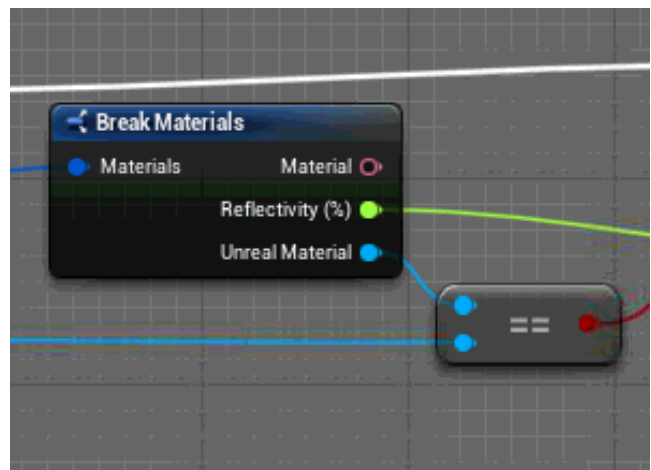 Break Materials
Materials Material
Reflectivity (%)
Unreal Material
==